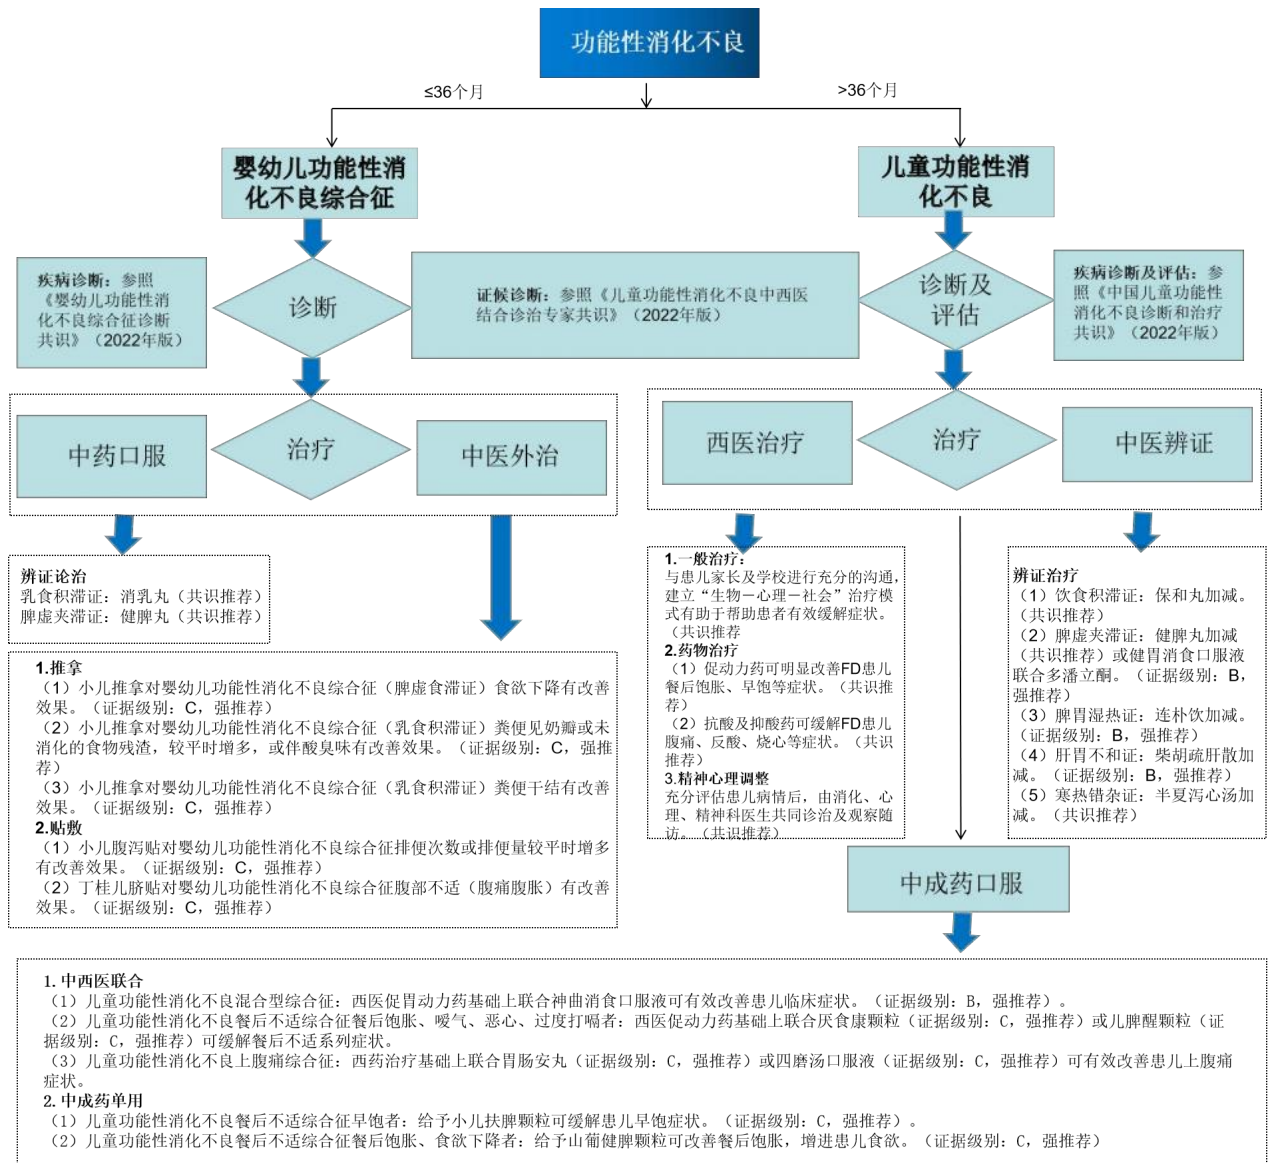 功能性消化不良
≤36个月
>36个月
婴幼儿功能性消
化不良综合征
儿童功能性消
化不良
疾病诊断：参照
《婴幼儿功能性消
化不良综合征诊断
共识》（2022年版）
诊断
证候诊断：参照《儿童功能性消化不良中西医
结合诊治专家共识》（2022年版）
诊断及
评估
疾病诊断及评估：参
照《中国儿童功能性
消化不良诊断和治疗
共识》（2022年版）
中药口服
治疗
中医外治
西医治疗
治疗
中医辨证
辨证论治
乳食积滞证：消乳丸（共识推荐）
脾虚夹滞证：健脾丸（共识推荐）
1.推拿
（1）小儿推拿对婴幼儿功能性消化不良综合征（脾虚食滞证）食欲下降有改善
效果。（证据级别：C，强推荐）
（2）小儿推拿对婴幼儿功能性消化不良综合征（乳食积滞证）粪便见奶瓣或未
消化的食物残渣，较平时增多，或伴酸臭味有改善效果。（证据级别：C，强推
荐）
（3）小儿推拿对婴幼儿功能性消化不良综合征（乳食积滞证）粪便干结有改善
效果。（证据级别：C，强推荐）
2.贴敷
（1）小儿腹泻贴对婴幼儿功能性消化不良综合征排便次数或排便量较平时增多
有改善效果。（证据级别：C，强推荐）
（2）丁桂儿脐贴对婴幼儿功能性消化不良综合征腹部不适（腹痛腹胀）有改善
效果。（证据级别：C，强推荐）
1.一般治疗：
与患儿家长及学校进行充分的沟通，
建立“生物－心理－社会”治疗模
式有助于帮助患者有效缓解症状。
（共识推荐
2.药物治疗
（1）促动力药可明显改善FD患儿
餐后饱胀、早饱等症状。（共识推
荐）
（2）抗酸及抑酸药可缓解FD患儿
腹痛、反酸、烧心等症状。（共识
推荐）
3.精神心理调整
充分评估患儿病情后，由消化、心
理、精神科医生共同诊治及观察随
访。（共识推荐）
辨证治疗
（1）饮食积滞证：保和丸加减。
（共识推荐）
（2）脾虚夹滞证：健脾丸加减
（共识推荐）或健胃消食口服液
联合多潘立酮。（证据级别：B，
强推荐）
（3）脾胃湿热证：连朴饮加减。
（证据级别：B，强推荐）
（4）肝胃不和证：柴胡疏肝散加
减。（证据级别：B，强推荐）
（5）寒热错杂证：半夏泻心汤加
减。（共识推荐）
中成药口服
1. 中西医联合
（1）儿童功能性消化不良混合型综合征：西医促胃动力药基础上联合神曲消食口服液可有效改善患儿临床症状。（证据级别：B，强推荐）。
（2）儿童功能性消化不良餐后不适综合征餐后饱胀、嗳气、恶心、过度打嗝者：西医促动力药基础上联合厌食康颗粒（证据级别：C，强推荐）或儿脾醒颗粒（证
据级别：C，强推荐）可缓解餐后不适系列症状。
（3）儿童功能性消化不良上腹痛综合征：西药治疗基础上联合胃肠安丸（证据级别：C，强推荐）或四磨汤口服液（证据级别：C，强推荐）可有效改善患儿上腹痛
症状。
2. 中成药单用
（1）儿童功能性消化不良餐后不适综合征早饱者：给予小儿扶脾颗粒可缓解患儿早饱症状。（证据级别：C，强推荐）。
（2）儿童功能性消化不良餐后不适综合征餐后饱胀、食欲下降者：给予山葡健脾颗粒可改善餐后饱胀，增进患儿食欲。（证据级别：C，强推荐）